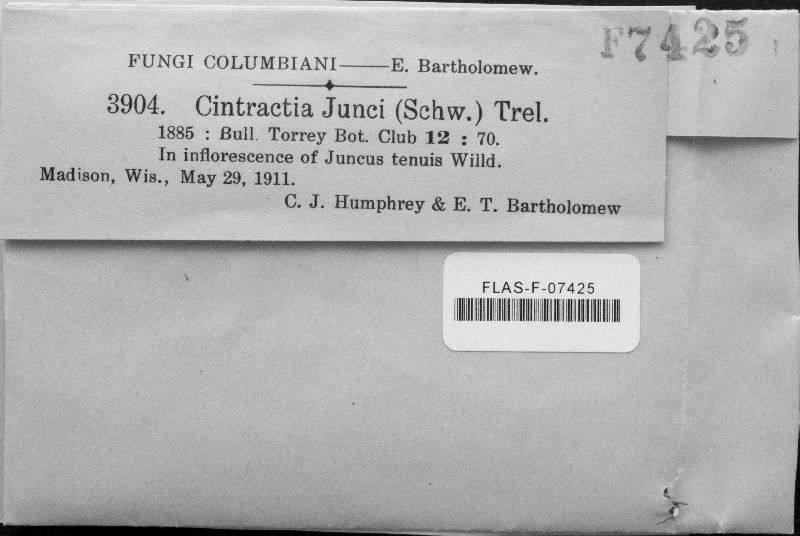 F7425
FUNGI COLUMBIANI——E. Bartholomew.
3904. Cintractia Junci (Schw.) Trel.
1885 : Bull. Torrey Bot. Club 12 : 70.
In inflorescence of Juncus tenuis Willd.
Madison, Wis., May 29, 1911.
C. J. Humphrey & E. T. Bartholomew
FLAS-F-07425